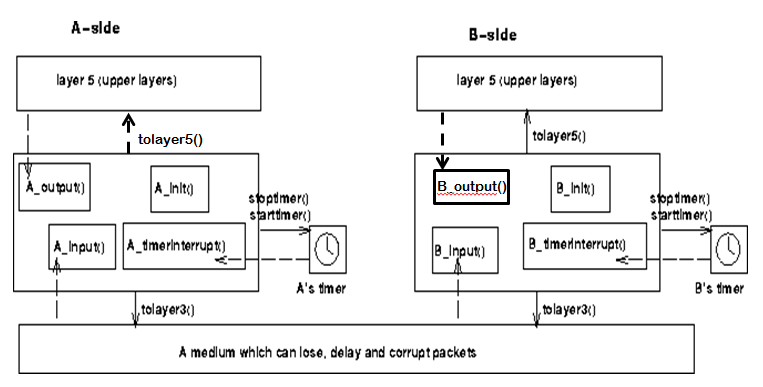 A-side
B-side
layer 5 (upper layers)
layer 5 (upper layers)
tolayer5()
tolayer5()
A_output()
A_init()
B_output()
B_init()
stoptimer()
starttimer()
stoptimer()
starttimer()
A_input()
A_timerinterrupt()
B_input()
B_timerinterrupt()
A's timer
B's timer
tolayer3()
tolayer3()
A medium which can lose, delay and corrupt packets